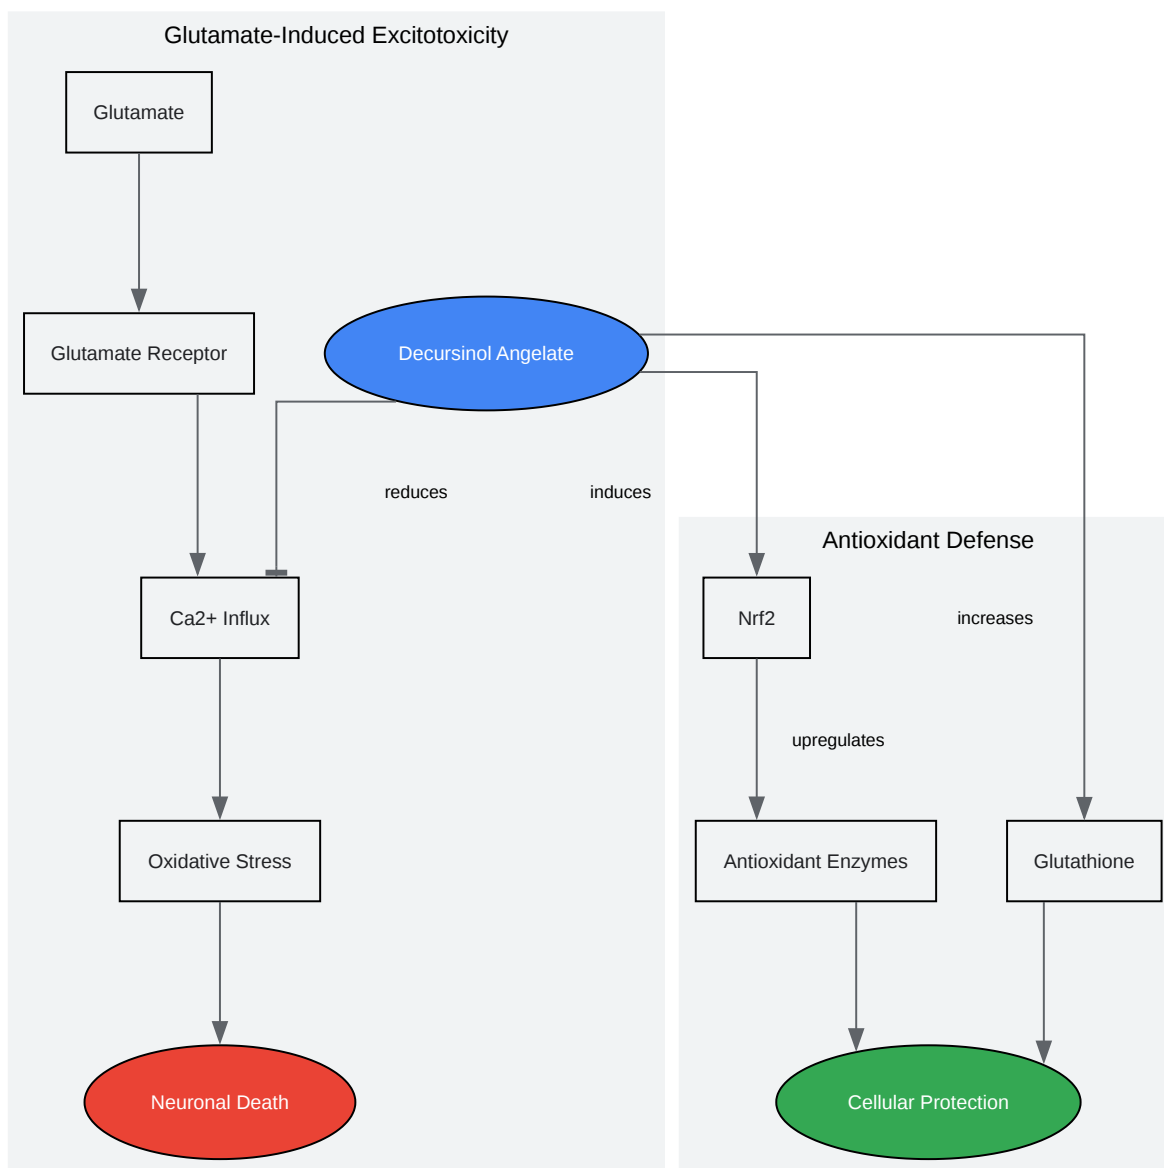 Glutamate-Induced Excitotoxicity
Glutamate
Glutamate Receptor
Decursinol Angelate
reduces
induces
Antioxidant Defense
Ca2+ Influx
Nrf2
increases
upregulates
Oxidative Stress
Antioxidant Enzymes
Glutathione
Neuronal Death
Cellular Protection